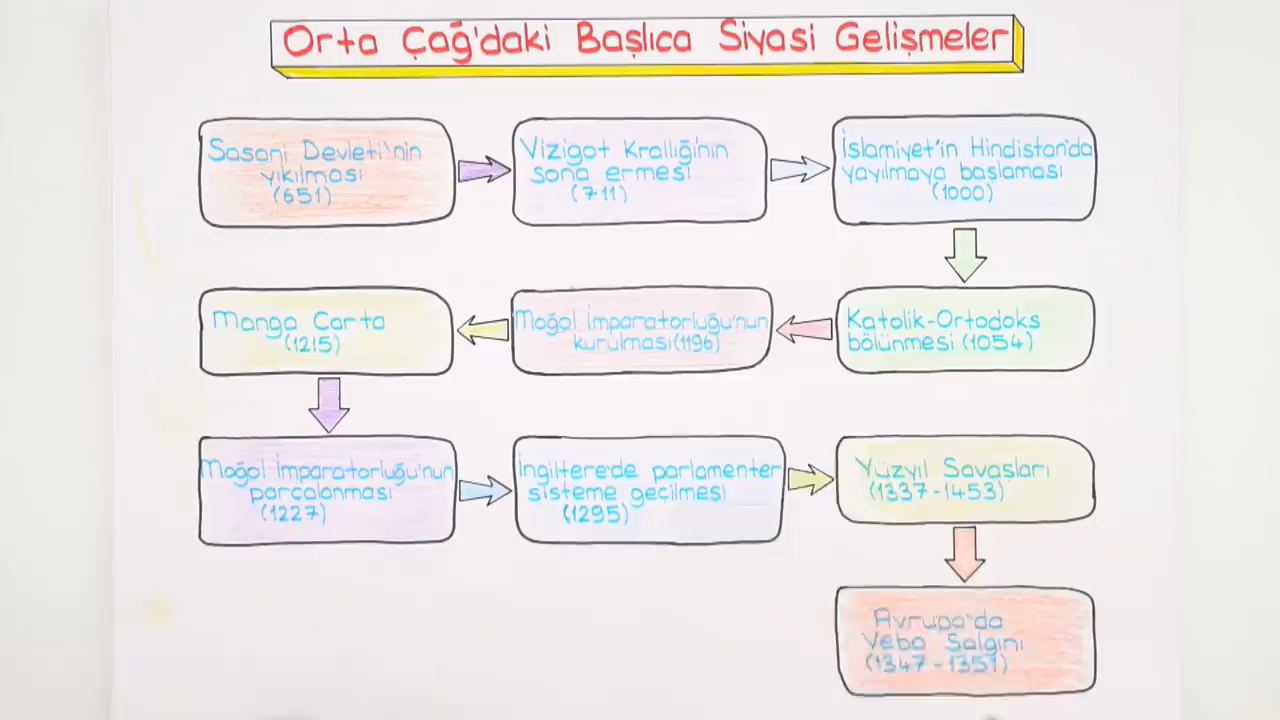 Orta Çağ'daki Başlıca Siyasi Gelişmeler
Sasani Devleti'nin
yıkılması
(651)
Vizigot Krallığı'nın
sona ermesi
(711)
İslamiyet'in Hindistan'da
yayılmaya başlaması
(1000)
Katolik-Ortodoks
bölünmesi (1054)
Moğol İmparatorluğu'nun
kurulması (1196)
Manga Carta
(1215)
Moğol İmparatorluğu'nun
parçalanması
(1227)
İngiltere'de parlamenter
sisteme geçilmesi
(1295)
Yüzyıl Savaşları
(1337-1453)
Avrupa'da
Veba Salgını
(1347-1351)